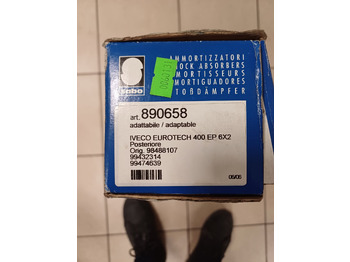 Sabo
AMMORTIZZATORI
SHOCK ABSORBERS
AMORTISSEURS
AMORTIGUADORES
STOßDÄMPFER
art. 890658
adattabile / adaptable
IVECO EUROTECH 400 EP 6X2
Posteriore
Orig. 98488107
99432314
99474639
06/06